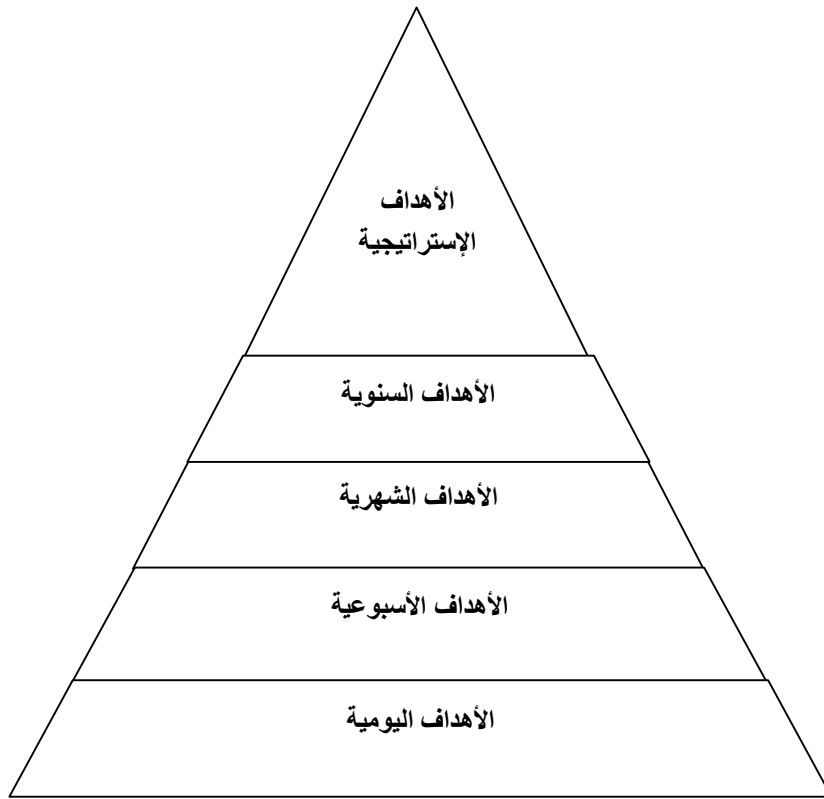 الأهداف
الإستراتيجية
الأهداف السنوية
الأهداف الشهرية
الأهداف الأسبوعية
الأهداف اليومية